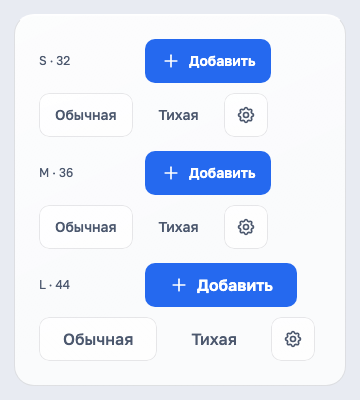 S · 32
Добавить
Обычная Тихая
M · 36
Добавить
Обычная Тихая
L · 44
Добавить
Обычная Тихая